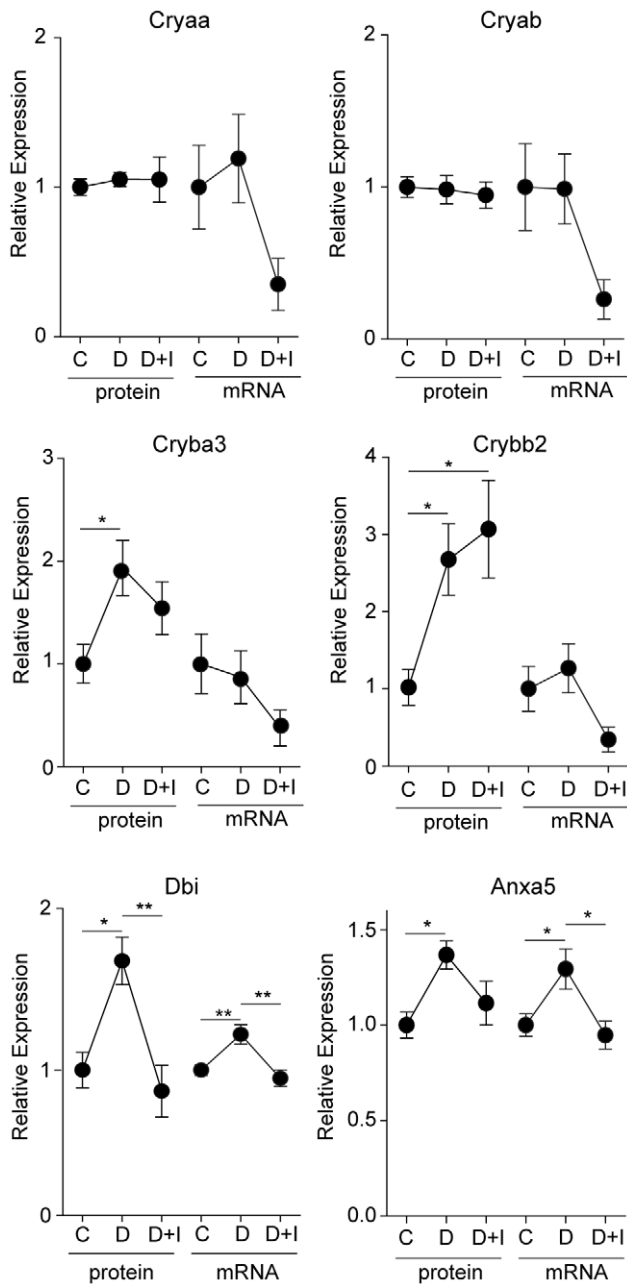 Cryaa
Relative Expression
2
1
0
C D D+I C D D+I
protein mRNA
Cryab
Relative Expression
2
1
0
C D D+I C D D+I
protein mRNA
Cryba3
Relative Expression
3
2
1
0
*
C D D+I C D D+I
protein mRNA
Crybb2
Relative Expression
4
3
2
1
0
*
*
C D D+I C D D+I
protein mRNA
Dbi
Relative Expression
2
1
0
* **
** **
C D D+I C D D+I
protein mRNA
Anxa5
Relative Expression
1.5
1.0
0.5
0.0
* * *
C D D+I C D D+I
protein mRNA